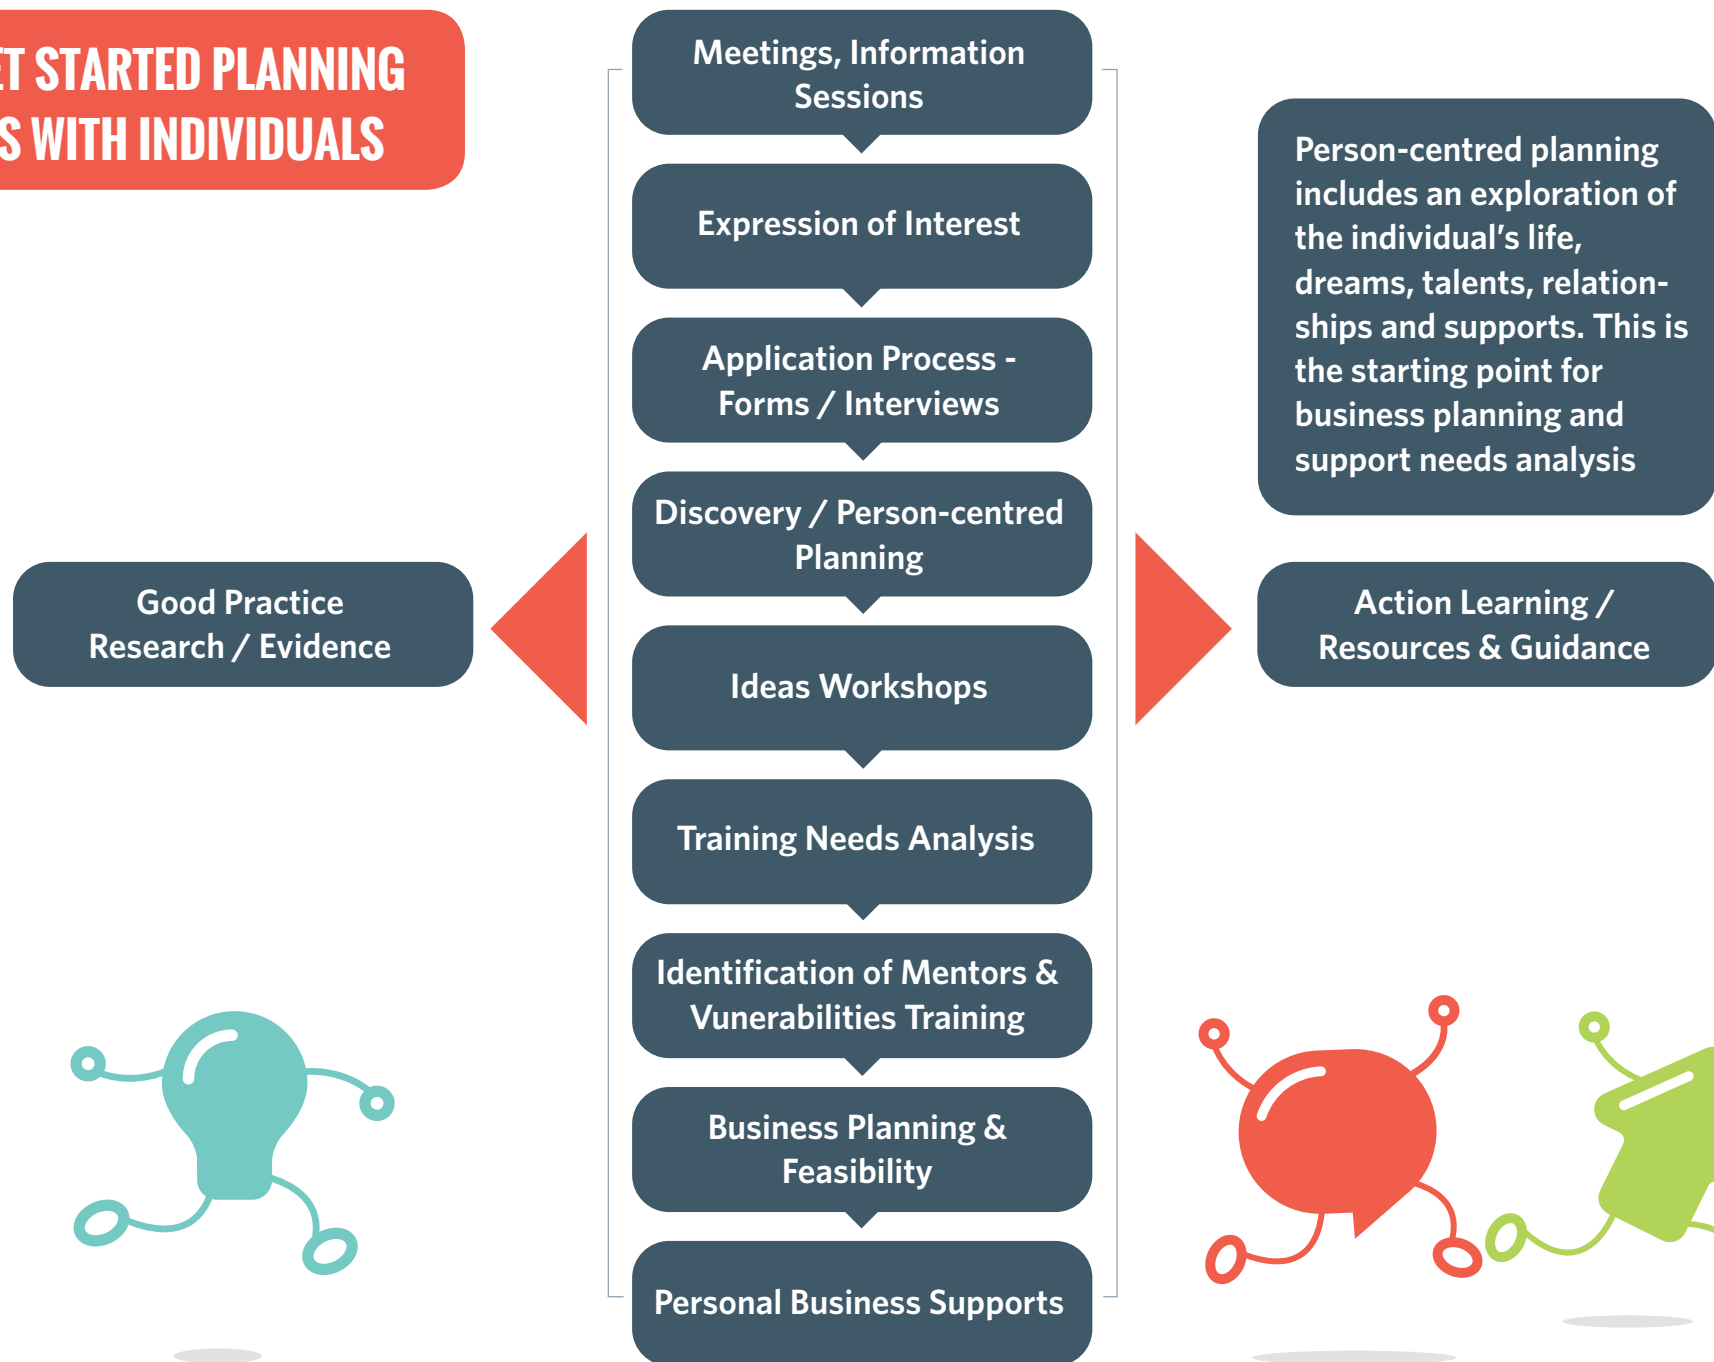 ET STARTED PLANNING
S WITH INDIVIDUALS
Meetings, Information
Sessions
Expression of Interest
Application Process -
Forms / Interviews
Discovery / Person-centred
Planning
Ideas Workshops
Training Needs Analysis
Identification of Mentors &
Vunerabilities Training
Business Planning &
Feasibility
Personal Business Supports
Good Practice
Research / Evidence
Person-centred planning
includes an exploration of
the individual's life,
dreams, talents, relation-
ships and supports. This is
the starting point for
business planning and
support needs analysis
Action Learning /
Resources & Guidance